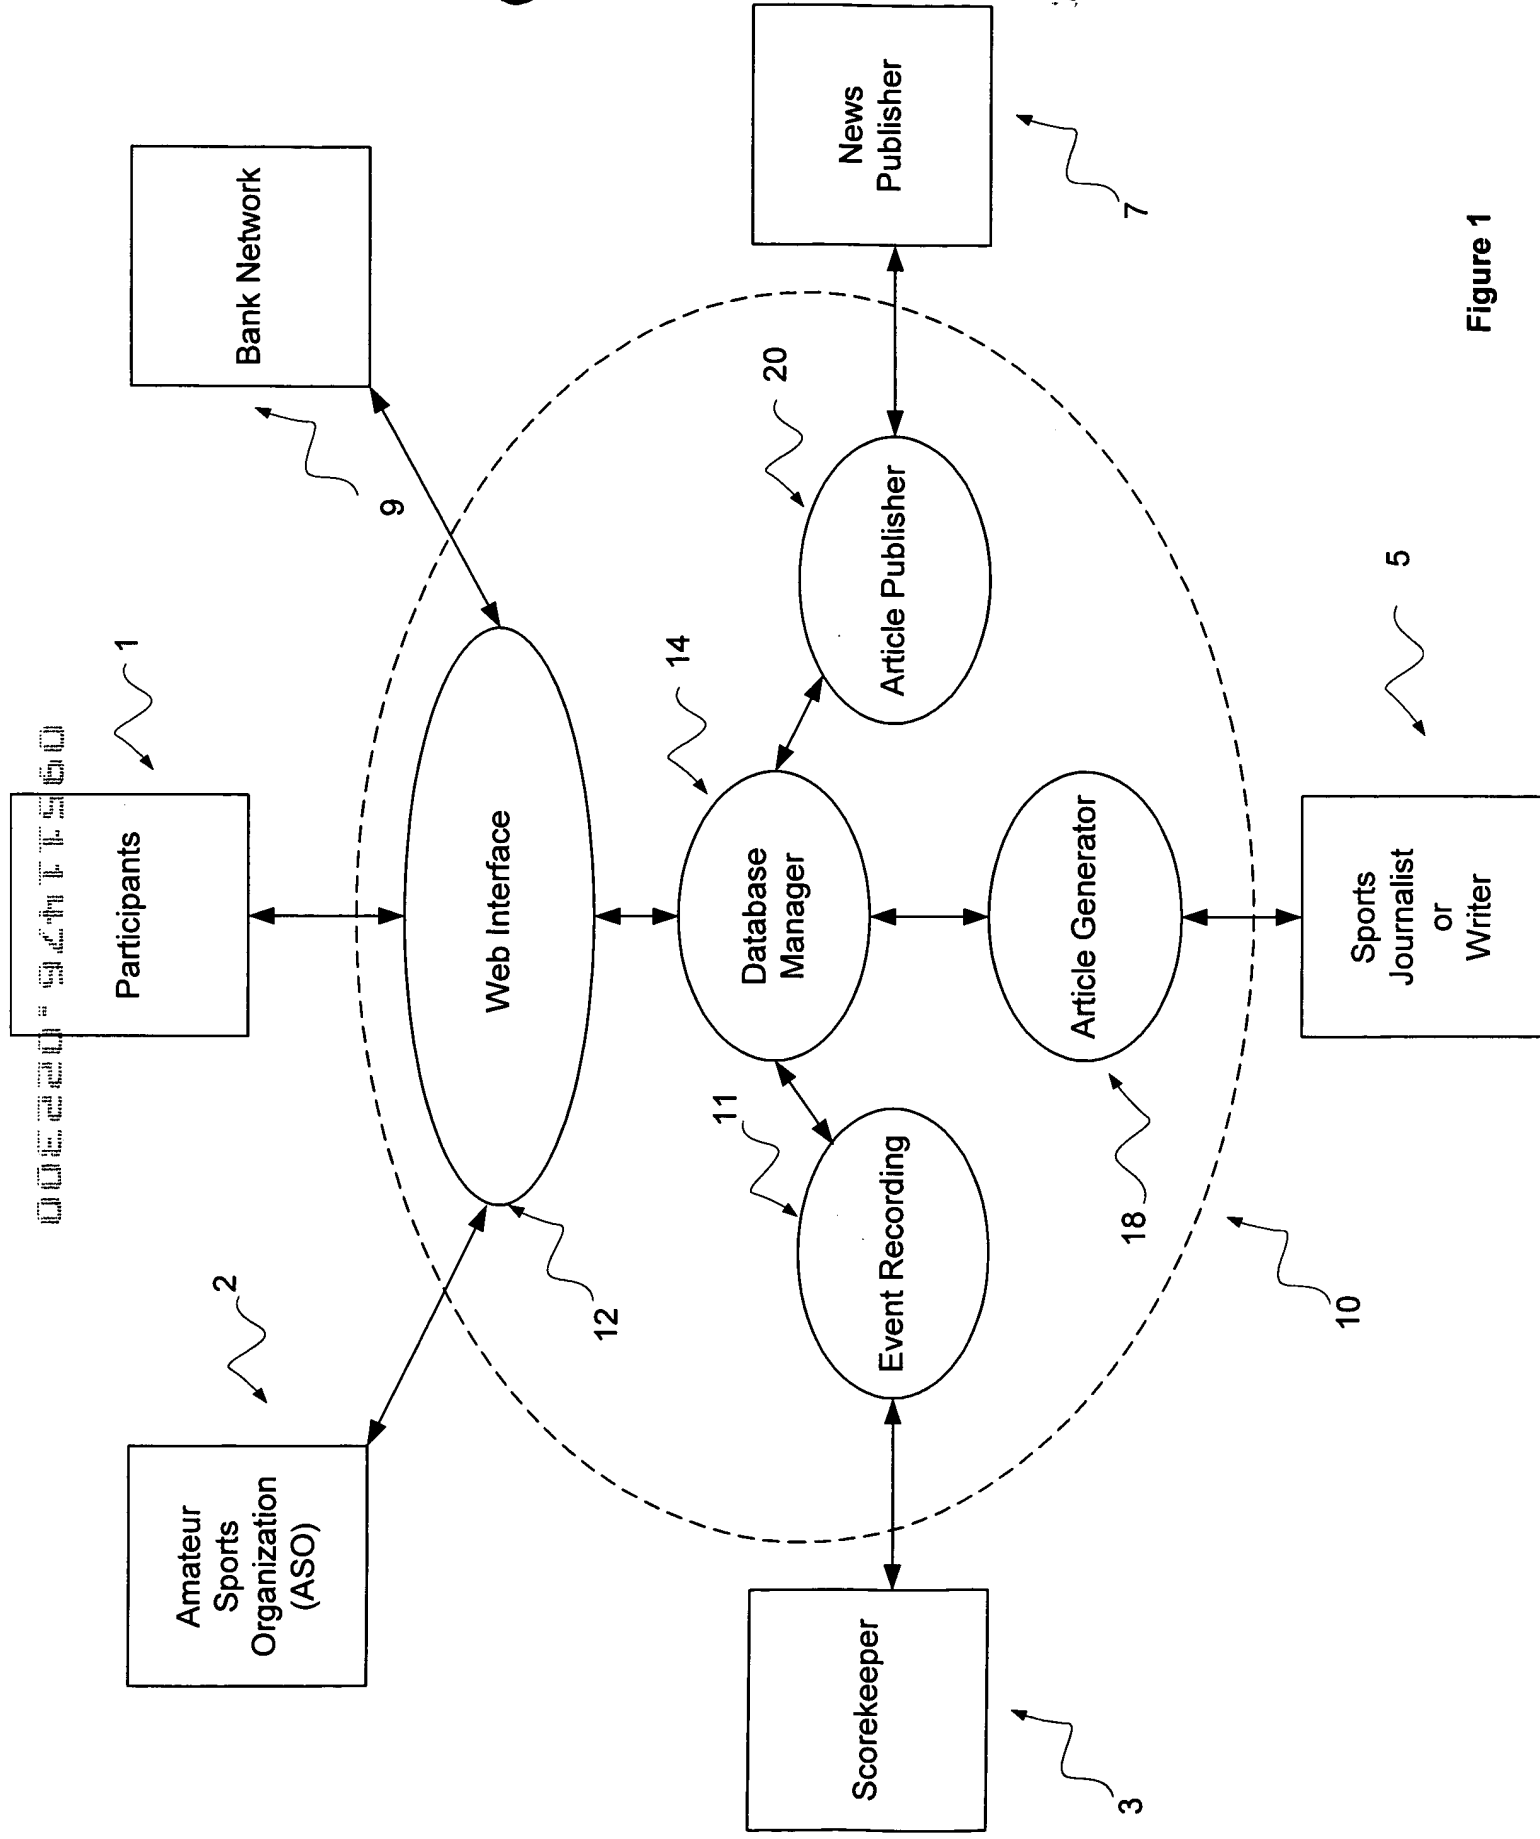 09511476.022300
Participants
1
Amateur
Sports
Organization
(ASO)
2
Bank Network
9
Web Interface
12
Database
Manager
14
Event Recording
11
Article Generator
18
Article Publisher
20
10
Scorekeeper
3
News
Publisher
7
Sports
Journalist
or
Writer
5
Figure 1